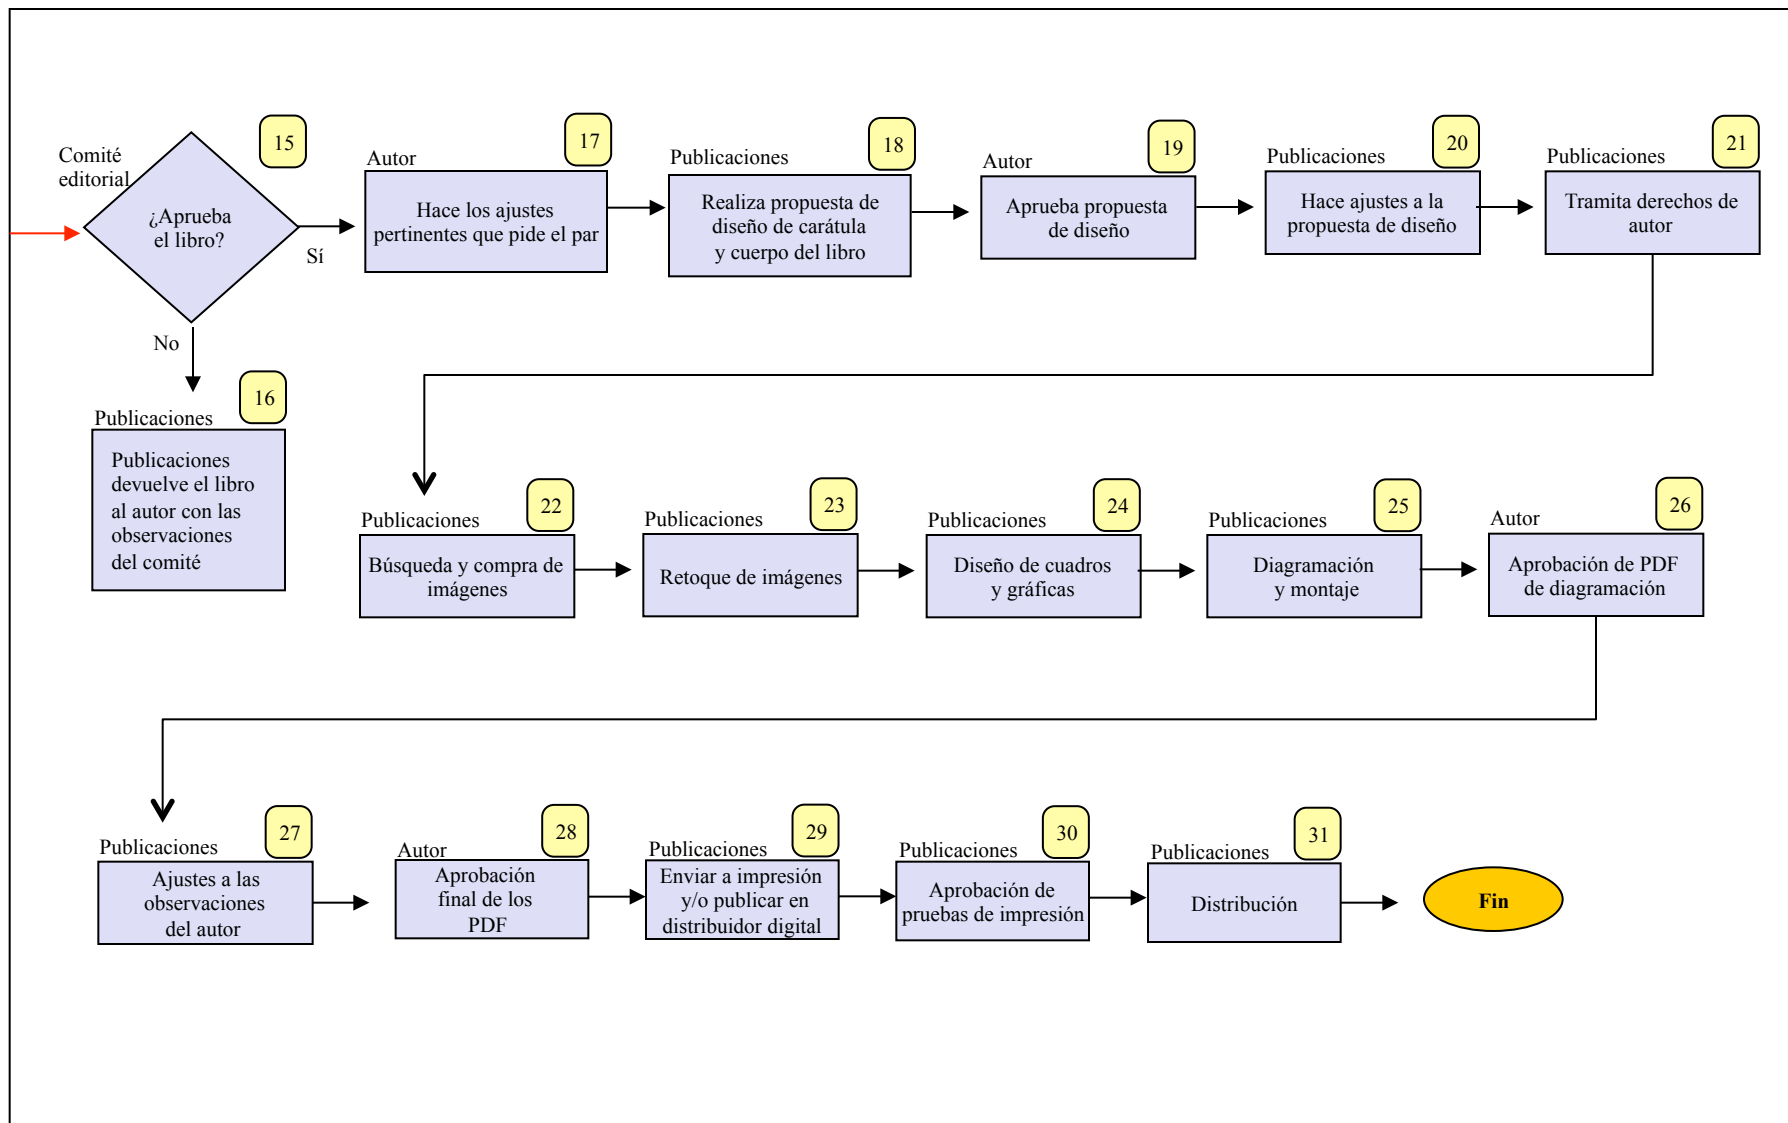 Comité
editorial
15
¿Aprueba
el libro?
Sí
No
17
Autor
Hace los ajustes
pertinentes que pide el par
18
Publicaciones
Realiza propuesta de
diseño de carátula
y cuerpo del libro
19
Autor
Aprueba propuesta
de diseño
20
Publicaciones
Hace ajustes a la
propuesta de diseño
21
Publicaciones
Tramita derechos de
autor
16
Publicaciones
Publicaciones
devuelve el libro
al autor con las
observaciones
del comité
22
Publicaciones
Búsqueda y compra de
imágenes
23
Publicaciones
Retoque de imágenes
24
Publicaciones
Diseño de cuadros
y gráficas
25
Publicaciones
Diagramación
y montaje
26
Autor
Aprobación de PDF
de diagramación
27
Publicaciones
Ajustes a las
observaciones
del autor
28
Autor
Aprobación
final de los
PDF
29
Publicaciones
Enviar a impresión
y/o publicar en
distribuidor digital
30
Publicaciones
Aprobación de
pruebas de impresión
31
Publicaciones
Distribución
Fin